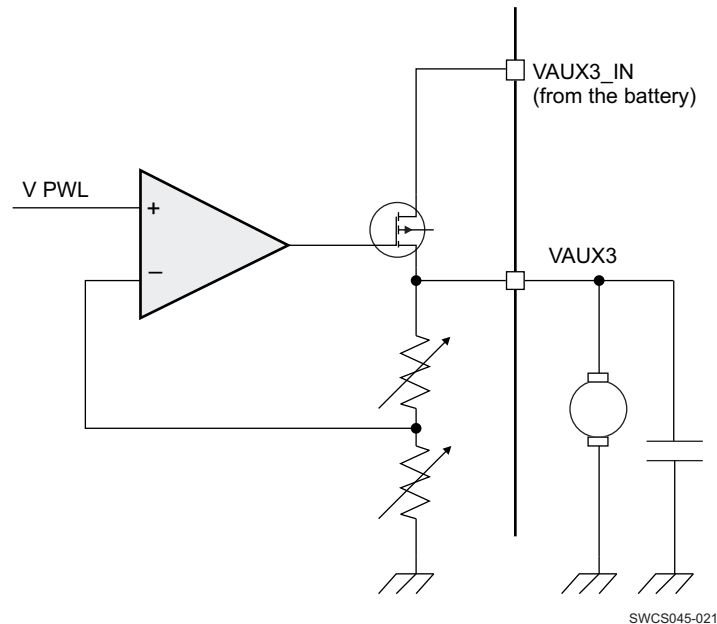 VAUX3_IN
(from the battery)
V PWL
+
–
VAUX3
SWCS045-021